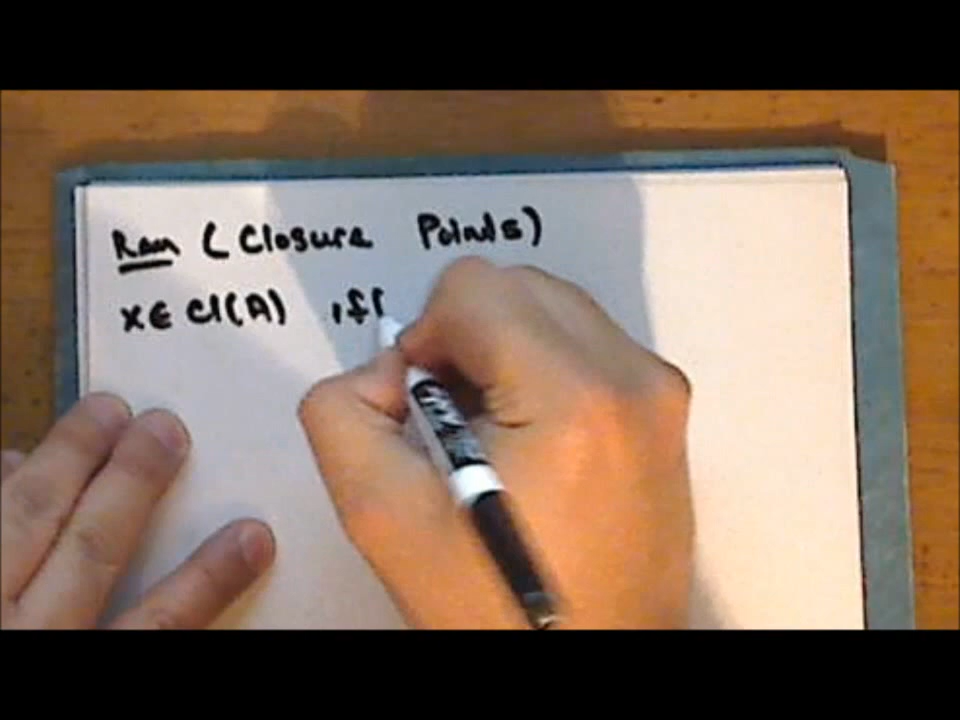 Rem (Closure Points)
x ∈ Cl(A) iff